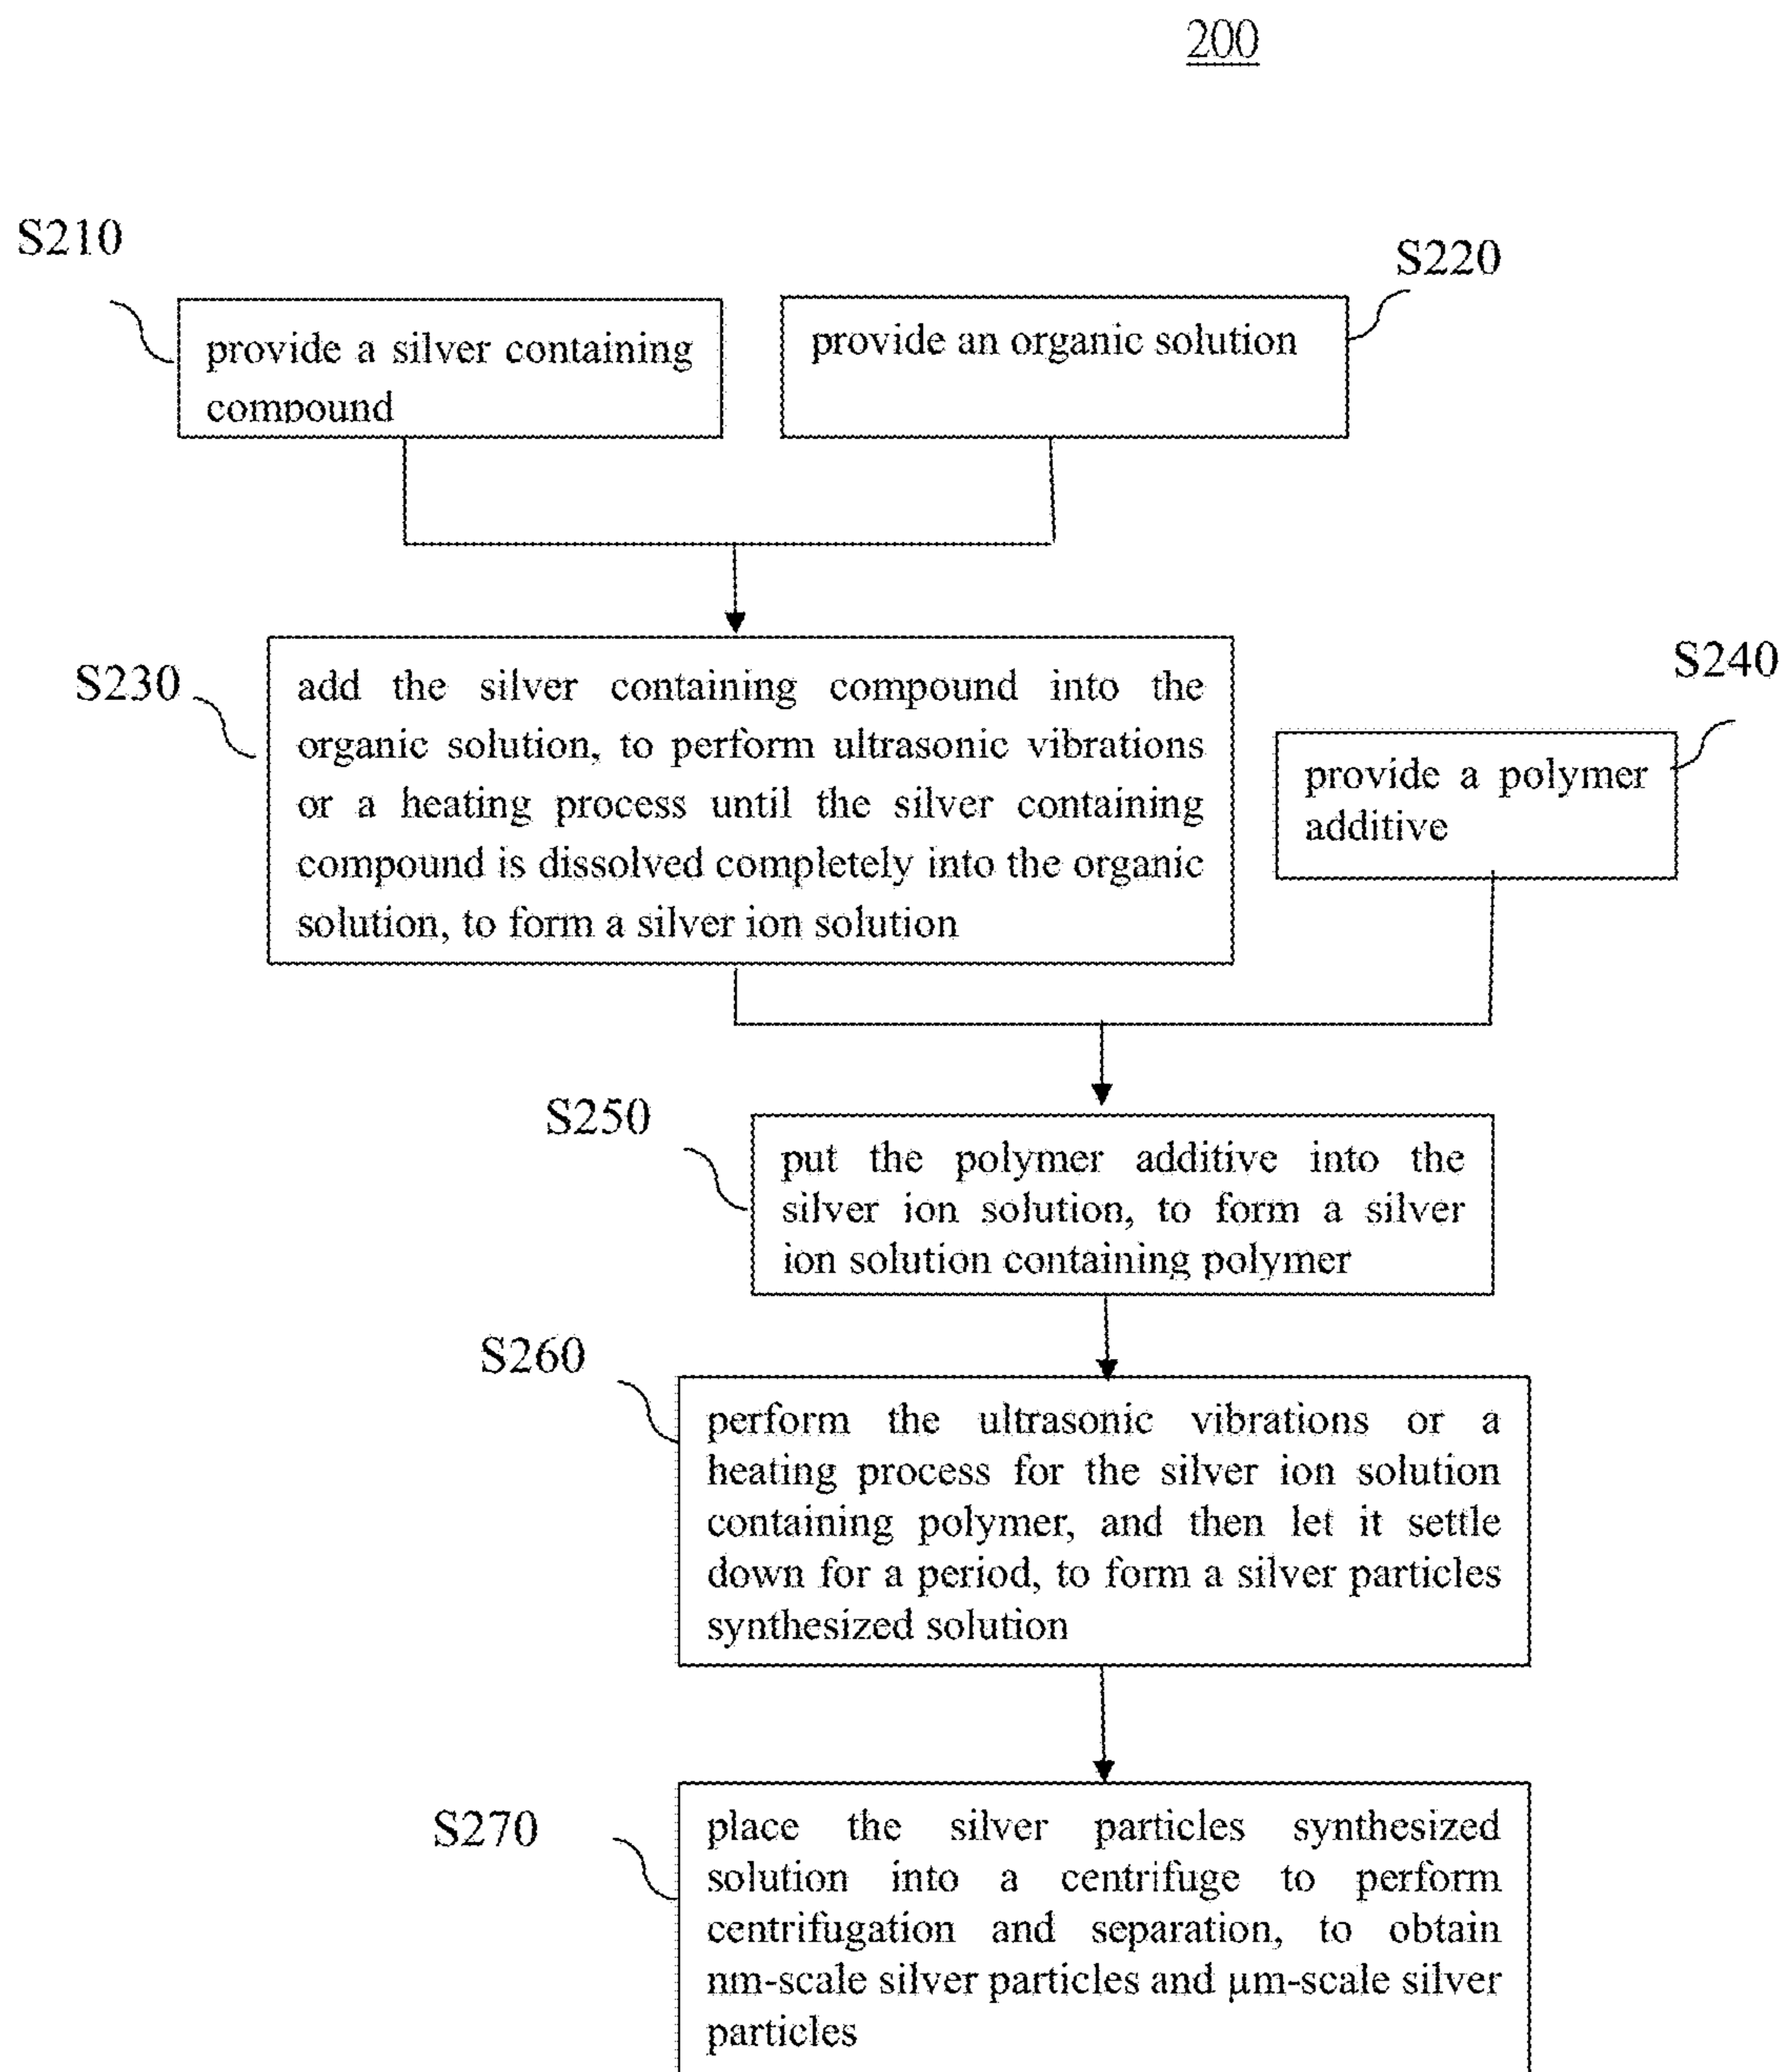 200
S210
S220
provide a silver containing
compound
provide an organic solution
S230
S240
add the silver containing compound into the
organic solution, to perform ultrasonic vibrations
or a heating process until the silver containing
compound is dissolved completely into the organic
solution, to form a silver ion solution
provide a polymer
additive
S250
put the polymer additive into the
silver ion solution, to form a silver
ion solution containing polymer
S260
perform the ultrasonic vibrations or a
heating process for the silver ion solution
containing polymer, and then let it settle
down for a period, to form a silver particles
synthesized solution
S270
place the silver particles synthesized
solution into a centrifuge to perform
centrifugation and separation, to obtain
nm-scale silver particles and μm-scale silver
particles